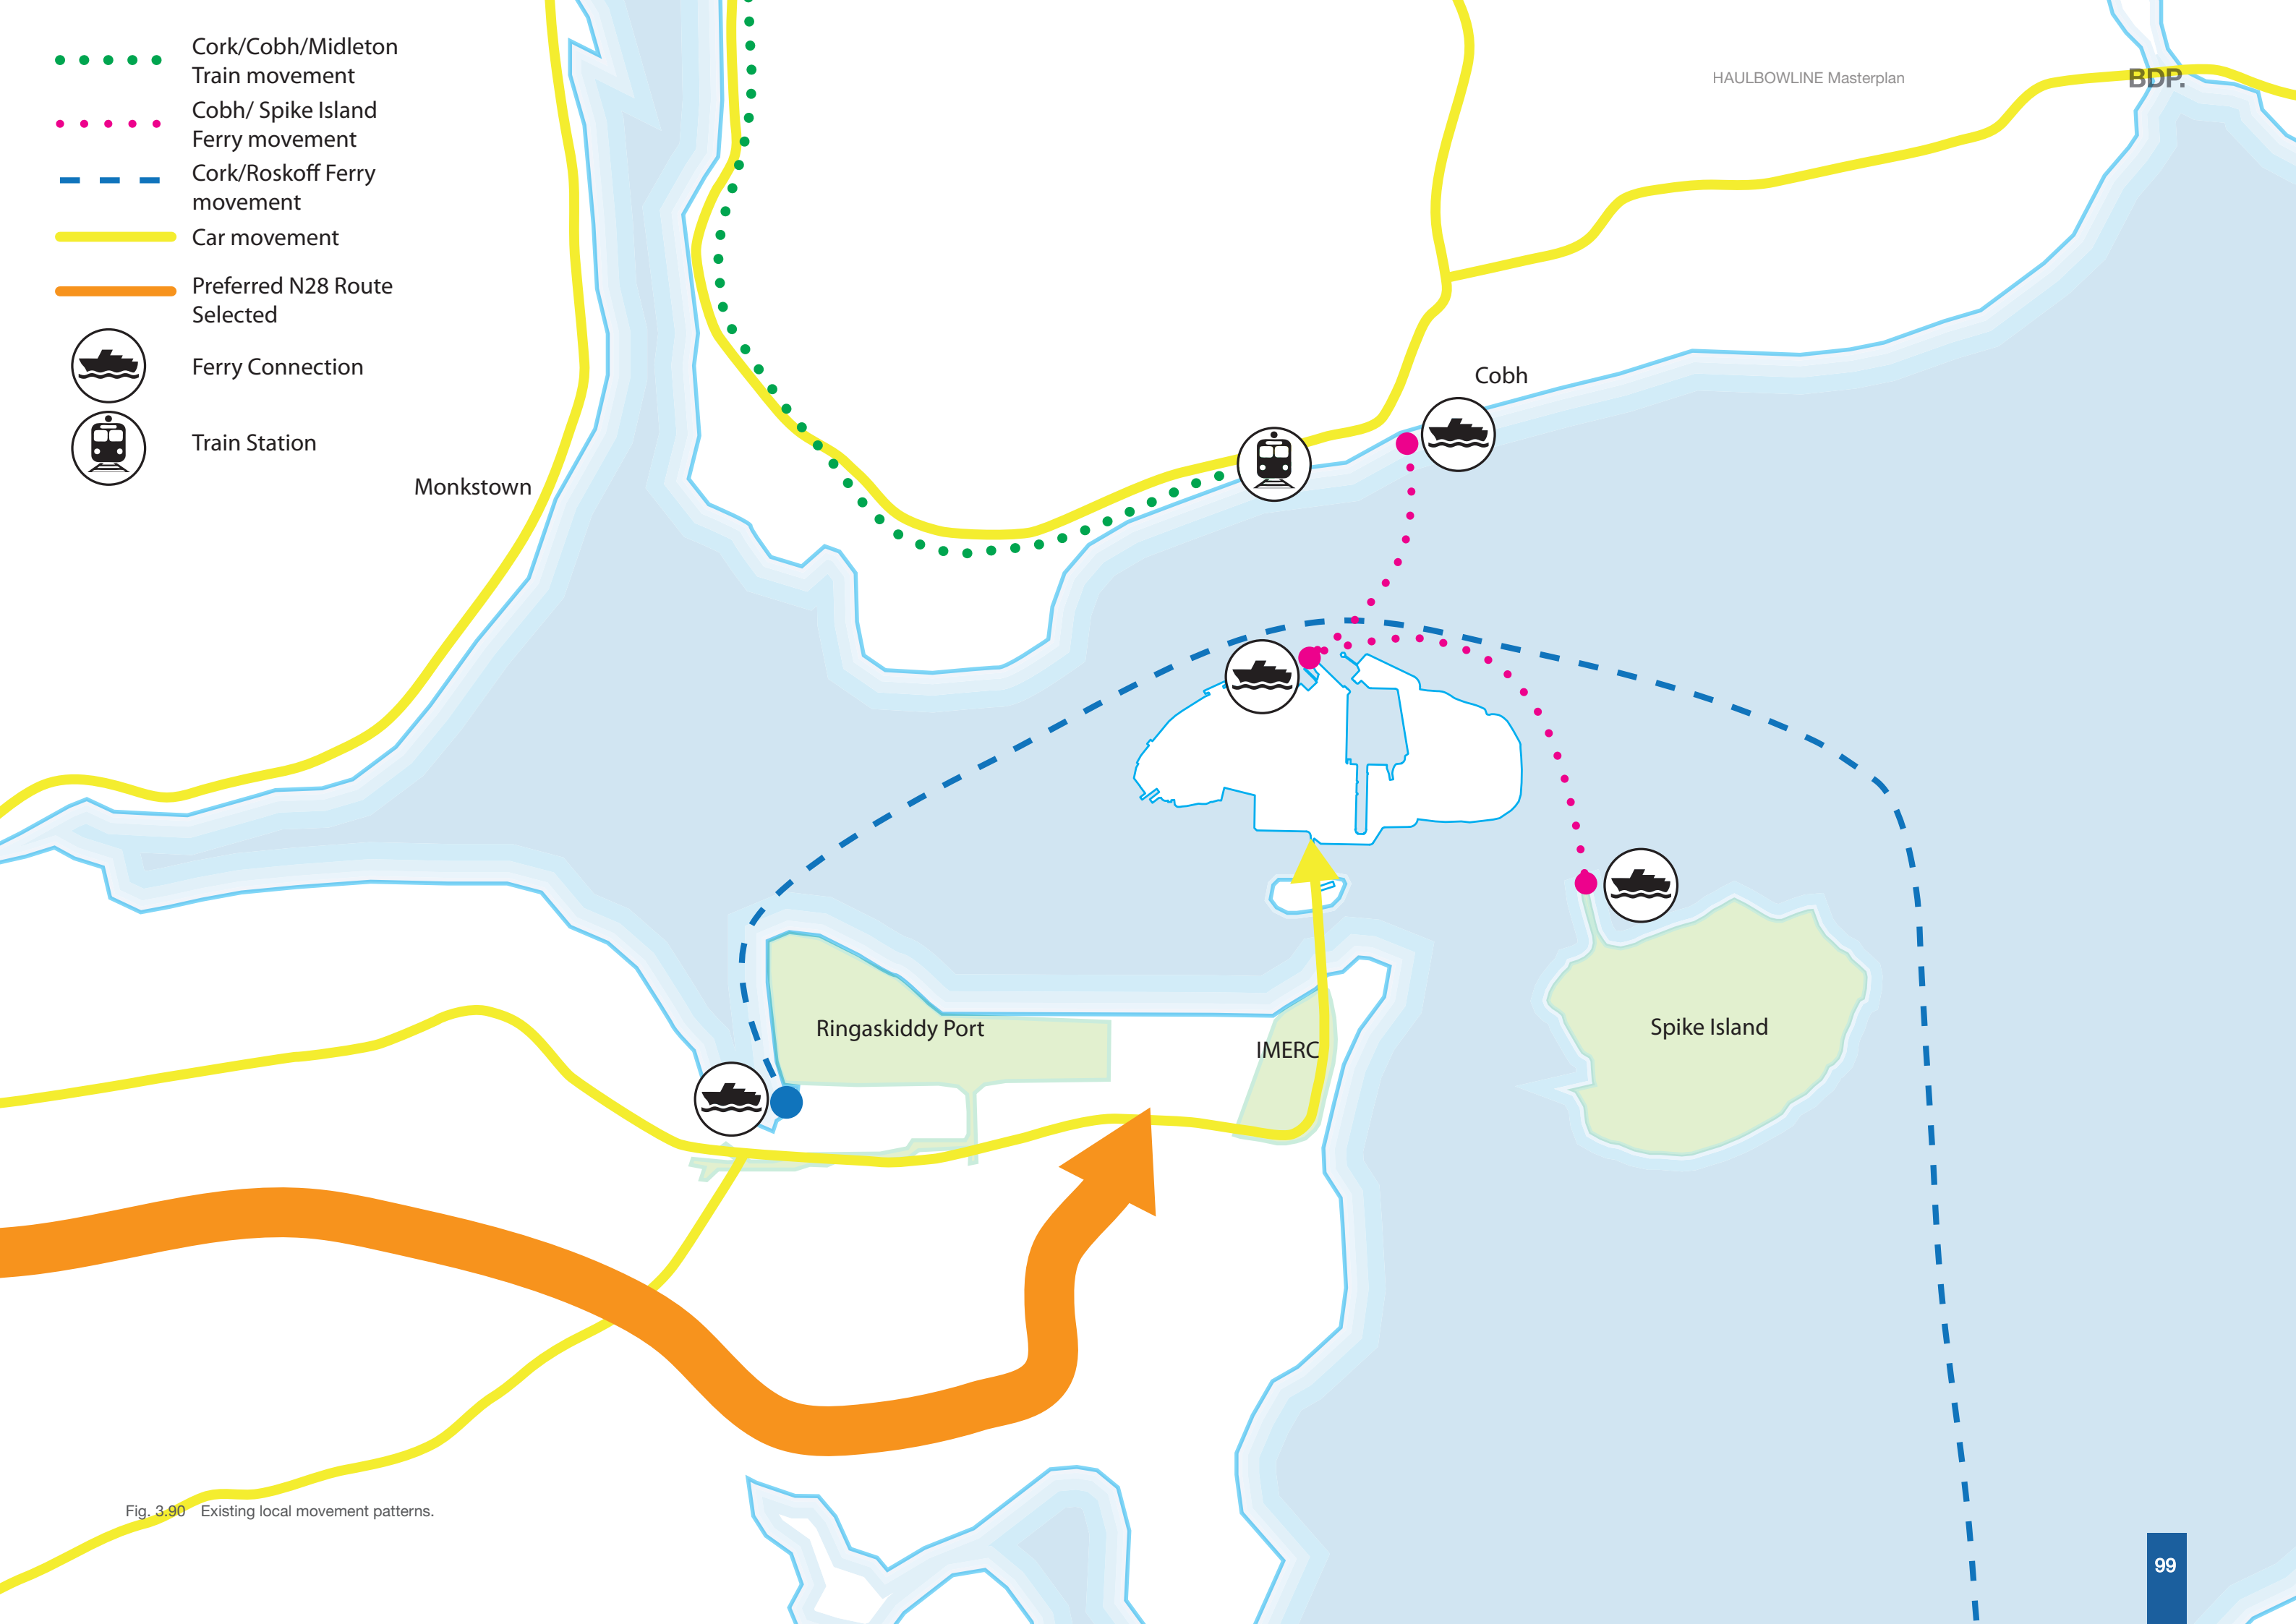 Cork/Cobh/Midleton
Train movement
Cobh/ Spike Island
Ferry movement
Cork/Roskoff Ferry
movement
Car movement
Preferred N28 Route
Selected
Ferry Connection
Train Station
HAULBOWLINE Masterplan
BDP.
Cobh
Monkstown
Ringaskiddy Port
IMERC
Spike Island
Fig. 3.90 Existing local movement patterns.
99